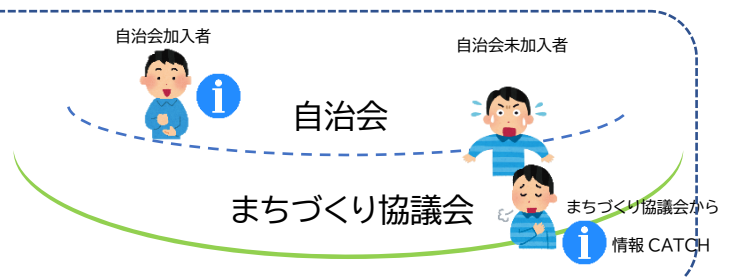 自治会加入者
自治会未加入者
i
自治会
まちづくり協議会
まちづくり協議会から
i
情報 CATCH